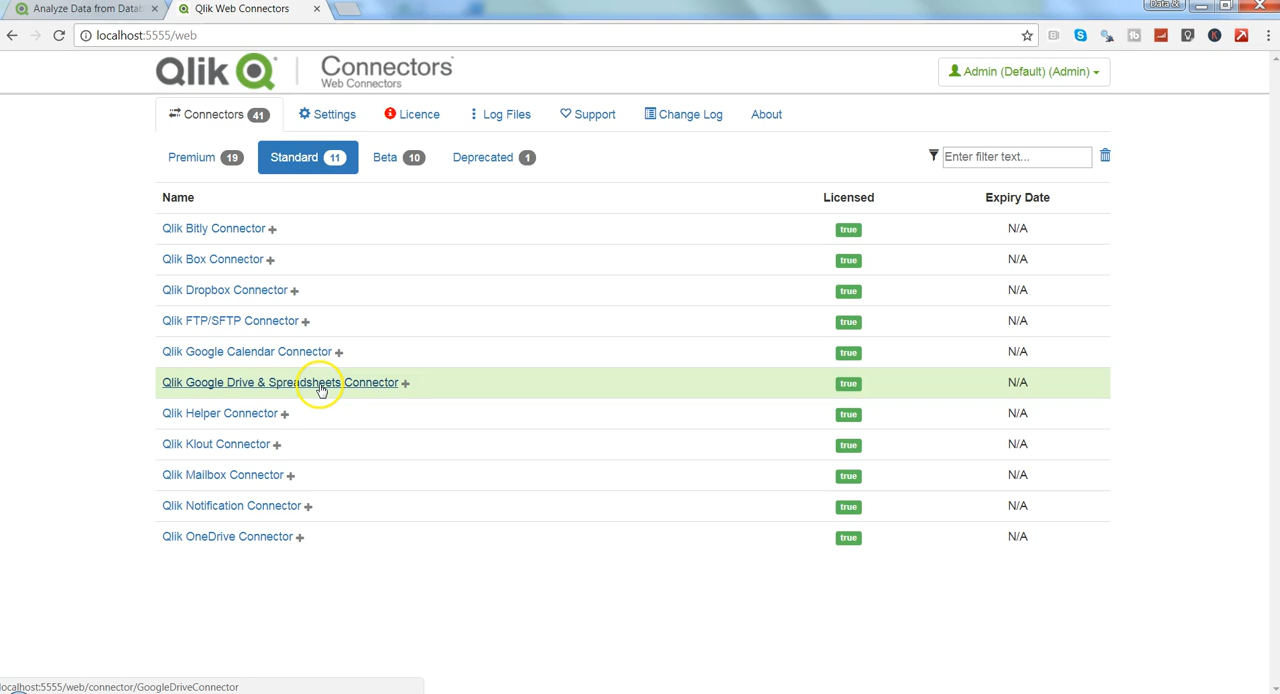 Analyze Data from Datab
Qlik Web Connectors
Data &
localhost:5555/web
Qlik
Connectors
Web Connectors
Admin (Default) (Admin)
Connectors 41
Settings
Licence
Log Files
Support
Change Log
About
Premium 19
Standard 11
Beta 10
Deprecated 1
Enter filter text...
Name Licensed Expiry Date
Qlik Bitly Connector true N/A
Qlik Box Connector true N/A
Qlik Dropbox Connector true N/A
Qlik FTP/SFTP Connector true N/A
Qlik Google Calendar Connector true N/A
Qlik Google Drive & Spreadsheets Connector true N/A
Qlik Helper Connector true N/A
Qlik Klout Connector true N/A
Qlik Mailbox Connector true N/A
Qlik Notification Connector true N/A
Qlik OneDrive Connector true N/A
localhost:5555/web/connector/GoogleDriveConnector